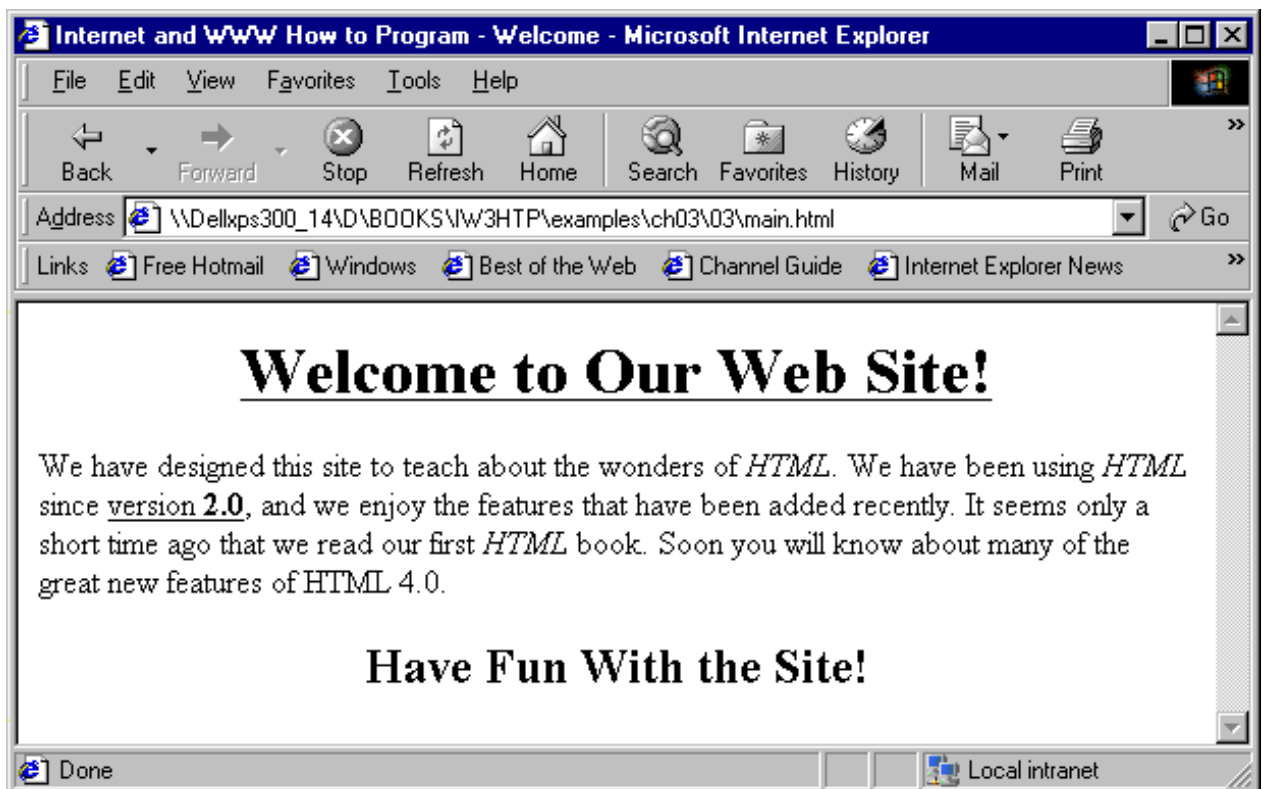 Internet and WWW How to Program - Welcome - Microsoft Internet Explorer
File Edit View Favorites Tools Help
Back Forward Stop Refresh Home Search Favorites History Mail Print »
Address \\Dellxps300_14\D\BOOKS\IW3HTP\examples\ch03\03\main.html Go
Links Free Hotmail Windows Best of the Web Channel Guide Internet Explorer News »
Welcome to Our Web Site!
We have designed this site to teach about the wonders of HTML. We have been using HTML
since version 2.0, and we enjoy the features that have been added recently. It seems only a
short time ago that we read our first HTML book. Soon you will know about many of the
great new features of HTML 4.0.
Have Fun With the Site!
Done Local intranet